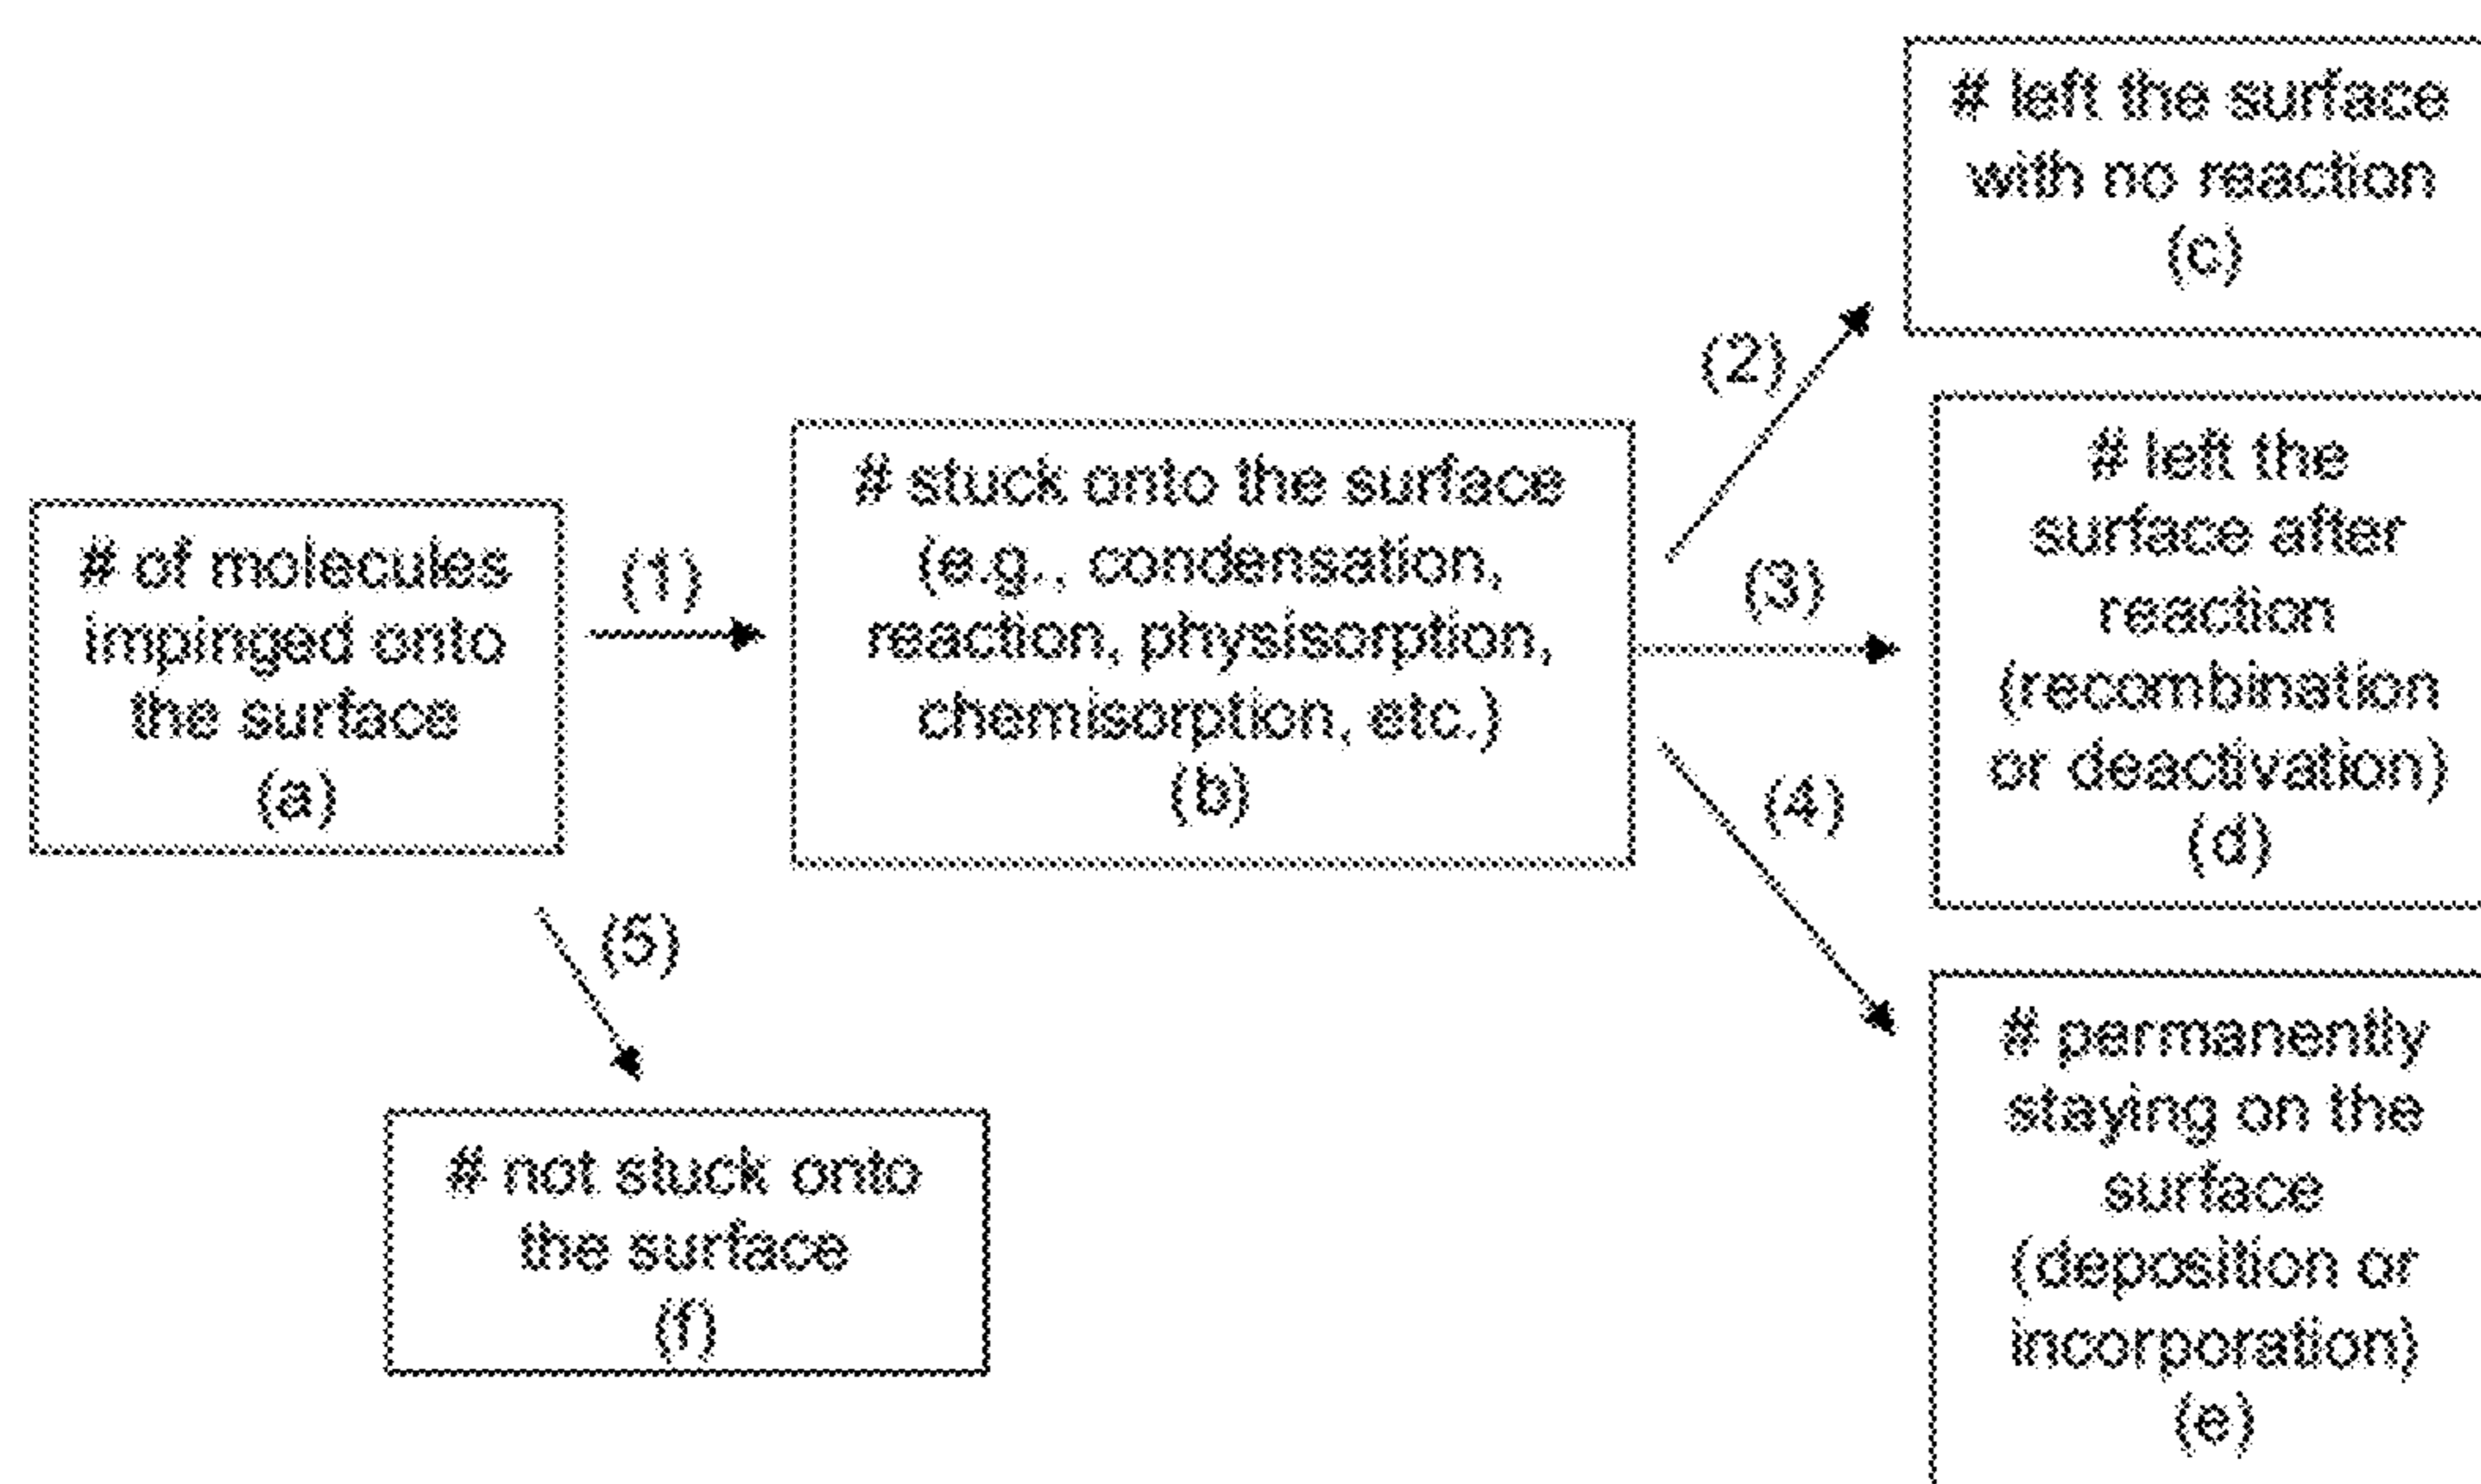 # of molecules
impinged onto
the surface
(a)
(1)
# stuck onto the surface
(e.g., condensation,
reaction, physisorption,
chemisorption, etc.)
(b)
(2)
# left the surface
with no reaction
(c)
(3)
# left the
surface after
reaction
(recombination
or deactivation)
(d)
(4)
# permanently
staying on the
surface
(deposition or
incorporation)
(e)
(5)
# not stuck onto
the surface
(f)